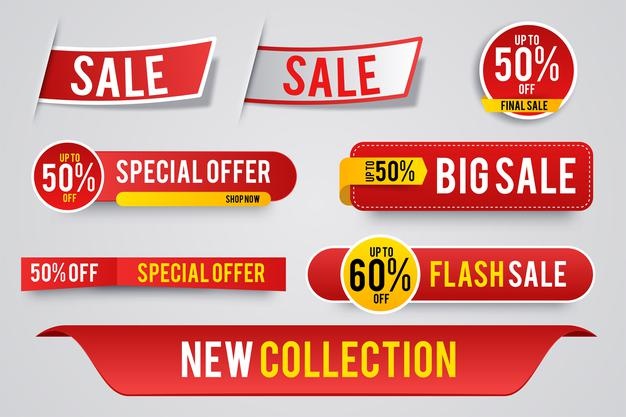 SALE
SALE
UP TO
50%
OFF
FINAL SALE
UP TO
50%
OFF
SPECIAL OFFER
SHOP NOW
UP TO 50%
BIG SALE
50% OFF SPECIAL OFFER
UP TO
60%
OFF
FLASH SALE
NEW COLLECTION